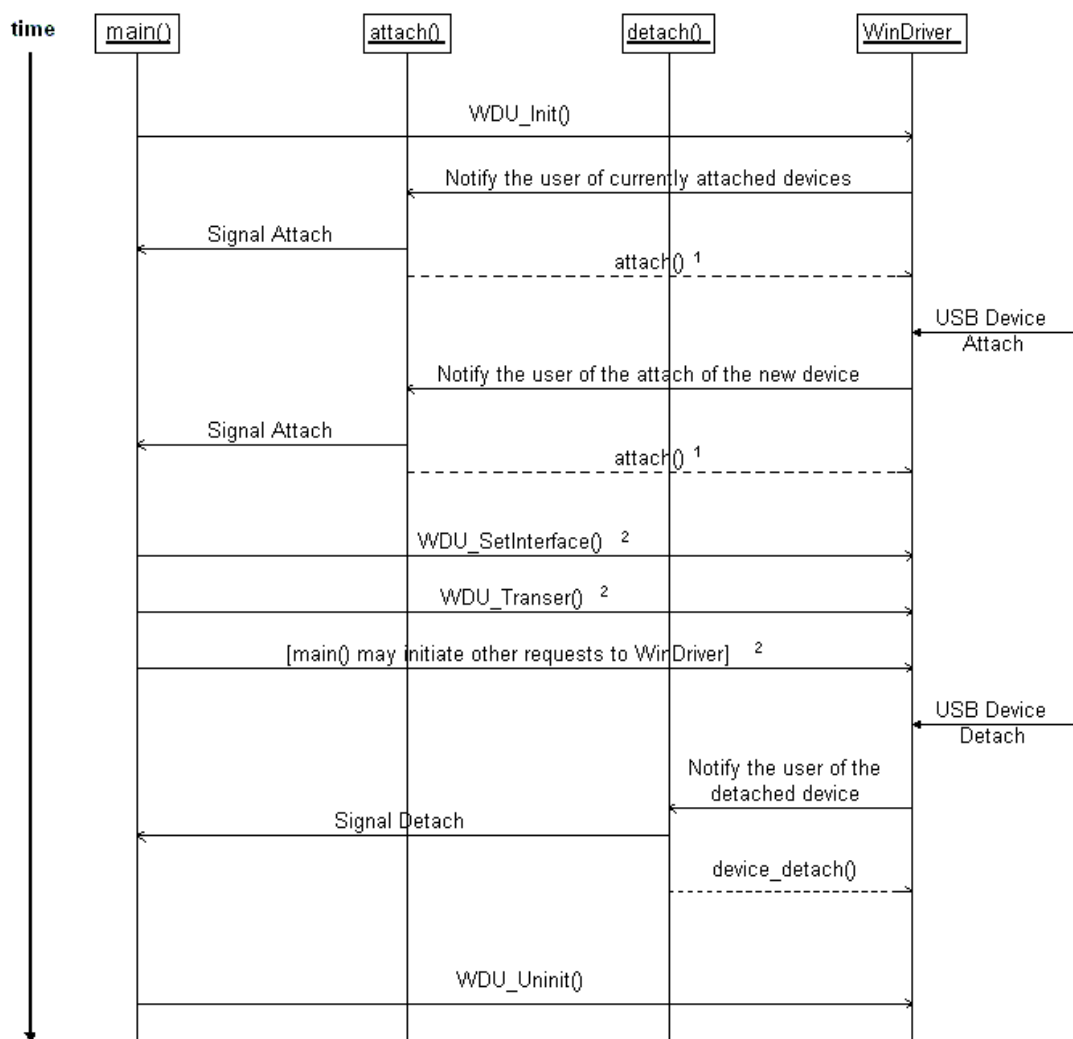 time
main()
attach()
detach()
WinDriver
WDU_Init()
Notify the user of currently attached devices
Signal Attach
attach() 1
USB Device
Attach
Notify the user of the attach of the new device
Signal Attach
attach() 1
WDU_SetInterface() 2
WDU_Transer() 2
[main() may initiate other requests to WinDriver] 2
USB Device
Detach
Notify the user of the
detached device
Signal Detach
device_detach()
WDU_Uninit()